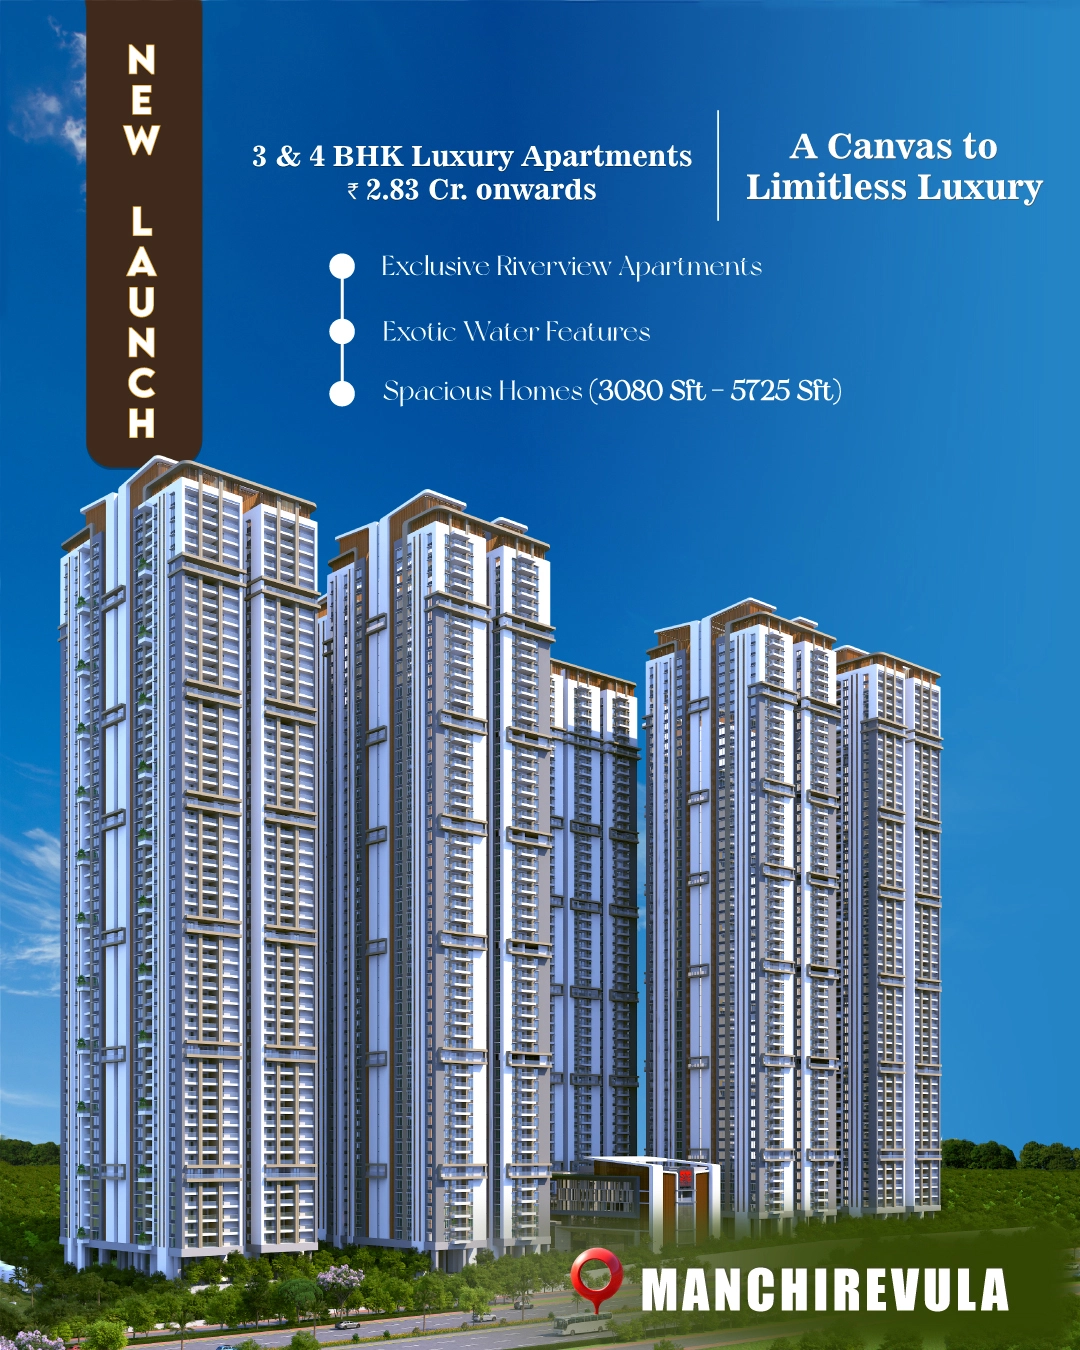 NEW LAUNCH
3 & 4 BHK Luxury Apartments
₹ 2.83 Cr. onwards
A Canvas to
Limitless Luxury
Exclusive Riverview Apartments
Exotic Water Features
Spacious Homes (3080 Sft - 5725 Sft)
MANCHIREVULA